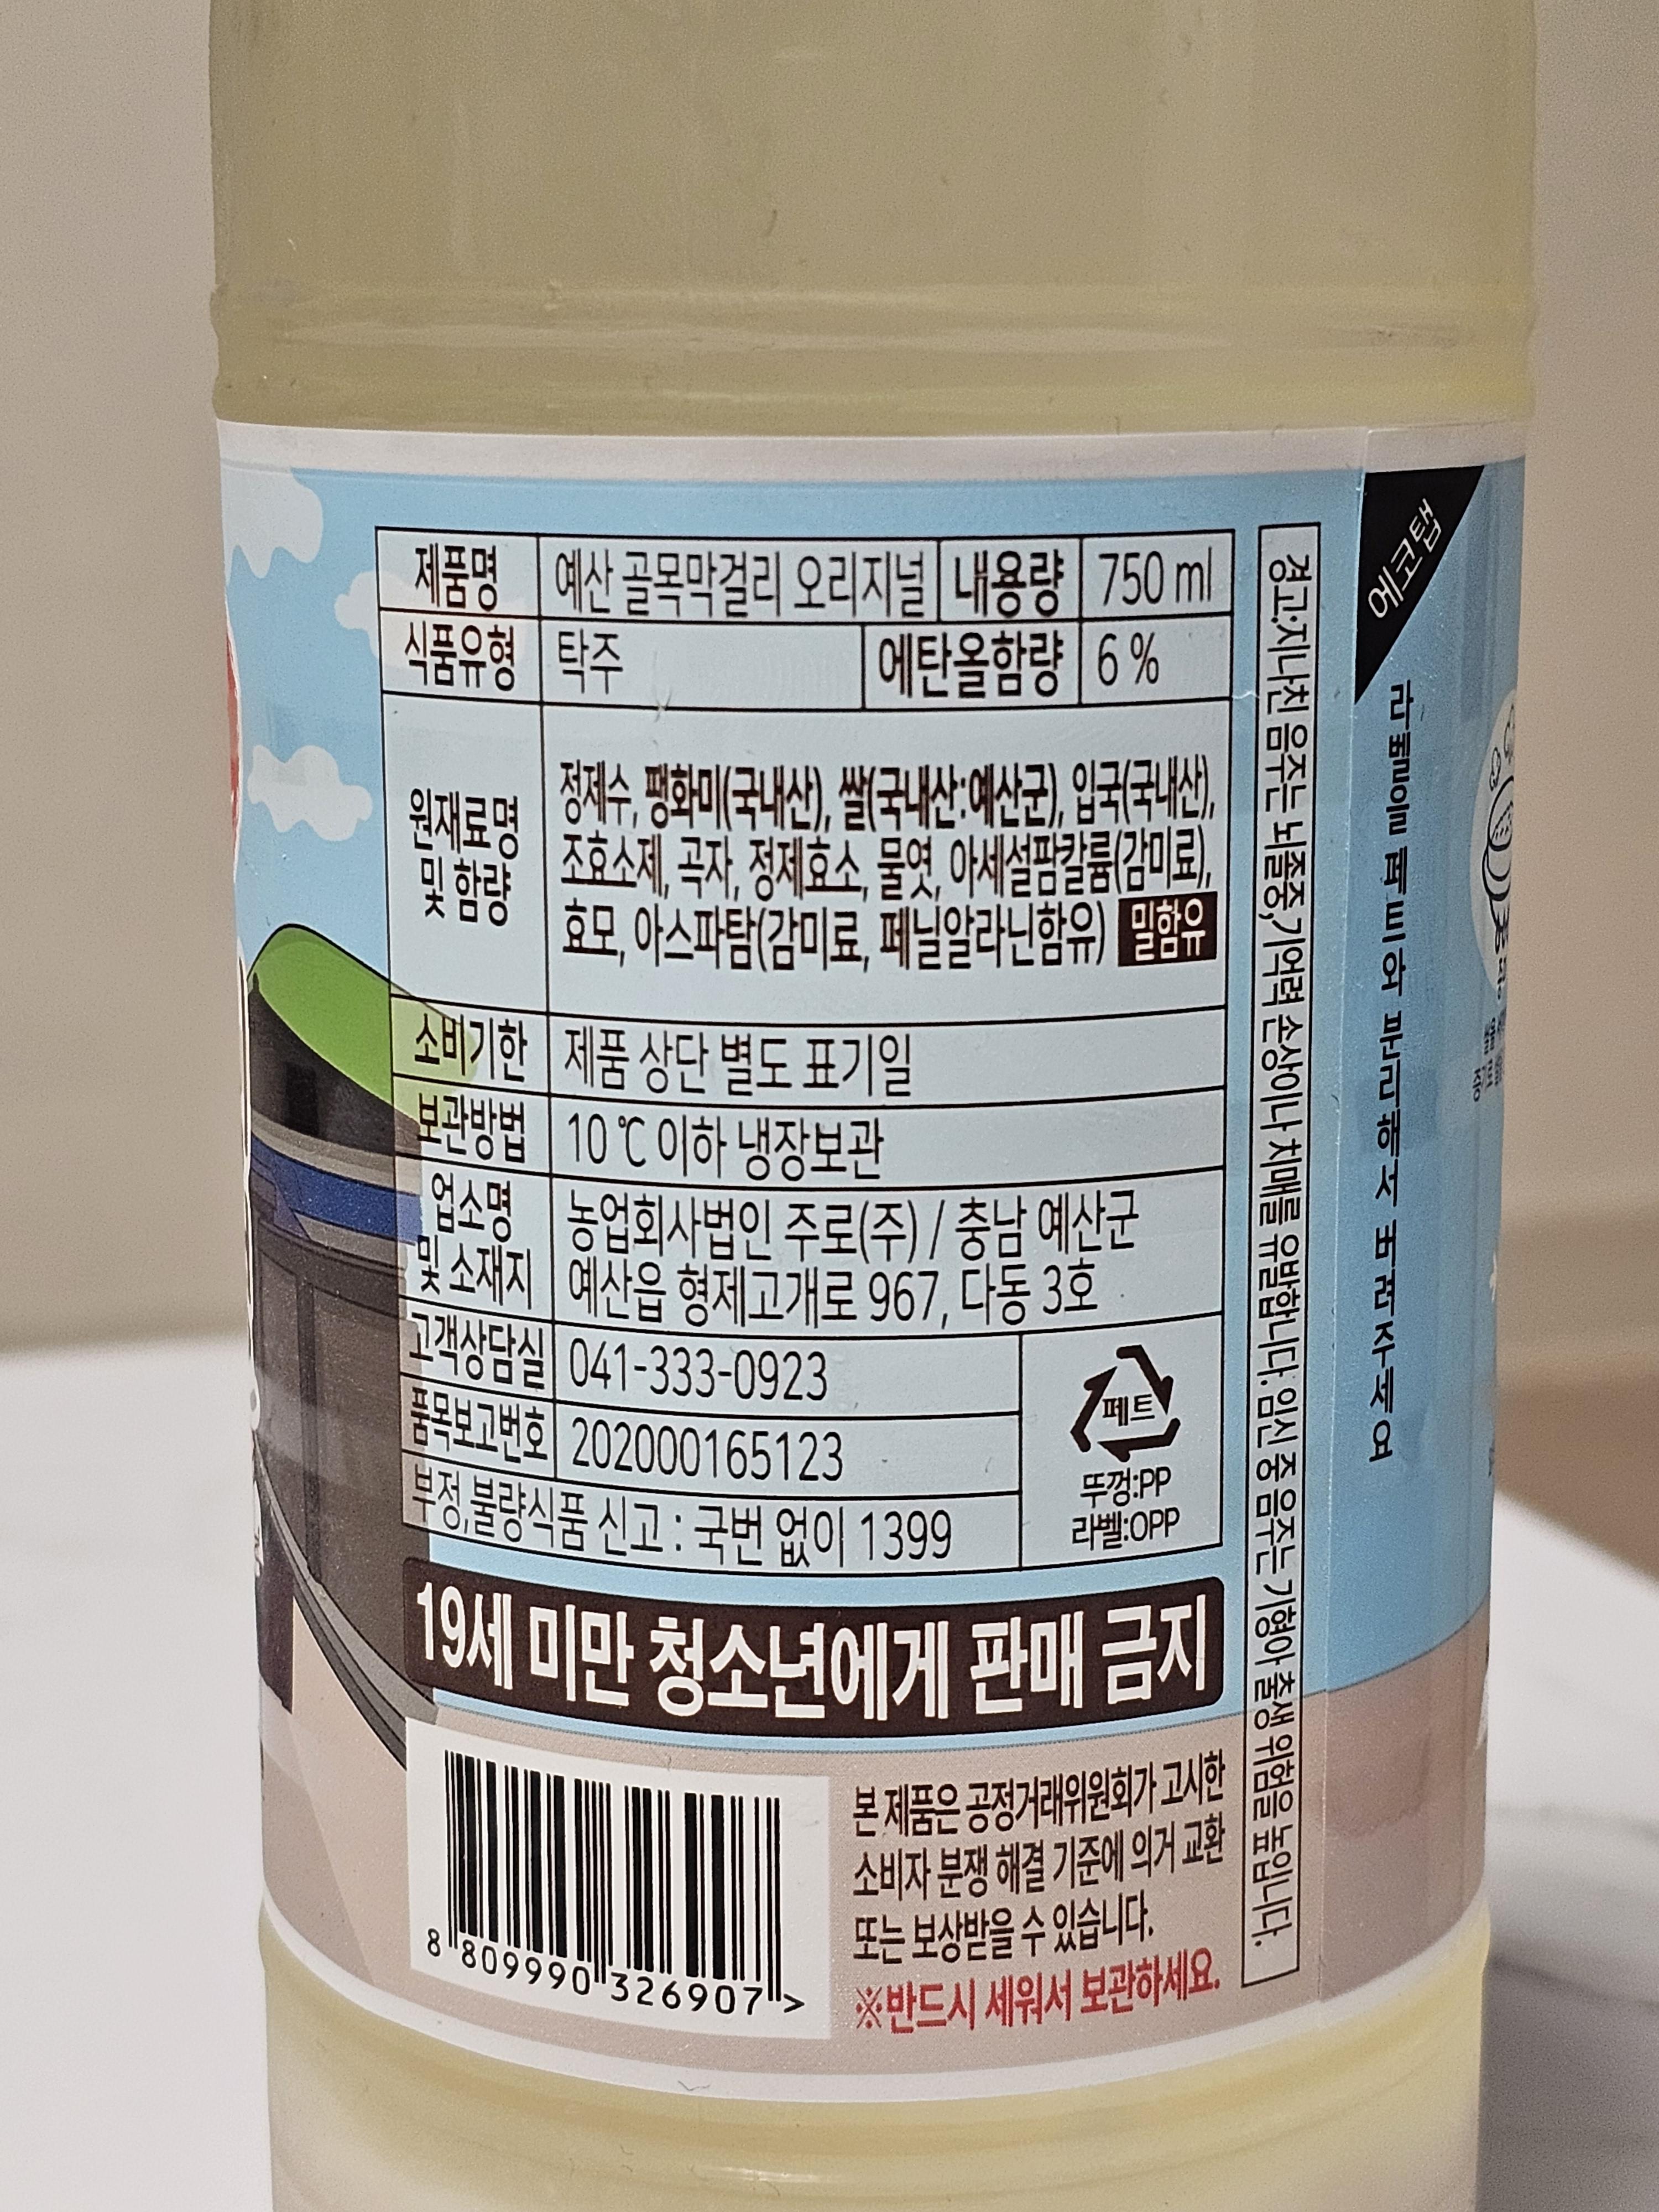 제품명 예산 골목막걸리 오리지널 내용량 750 ml
식품유형 탁주 에탄올함량 6 %
원재료명
및 함량
정제수, 팽화미(국내산), 쌀(국내산:예산군), 입국(국내산),
조효소제, 곡자, 정제효소, 물엿, 아세설팜칼륨(감미료),
효모, 아스파탐(감미료, 페닐알라닌함유) 밀함유
소비기한 제품 상단 별도 표기일
보관방법 10 ℃ 이하 냉장보관
업소명
및 소재지
농업회사법인 주로(주) / 충남 예산군
예산읍 형제고개로 967, 다동 3호
고객상담실 041-333-0923
품목보고번호 202000165123
부정,불량식품 신고 : 국번 없이 1399
페트
뚜껑:PP
라벨:OPP
19세 미만 청소년에게 판매 금지
8 809990 326907 >
본 제품은 공정거래위원회가 고시한
소비자 분쟁 해결 기준에 의거 교환
또는 보상받을 수 있습니다.
※반드시 세워서 보관하세요.
경고:지나친 음주는 뇌졸중, 기억력 손상이나 치매를 유발합니다. 임신 중 음주는 기형아 출생 위험을 높입니다.
에코탭
라벨을 페트와 분리해